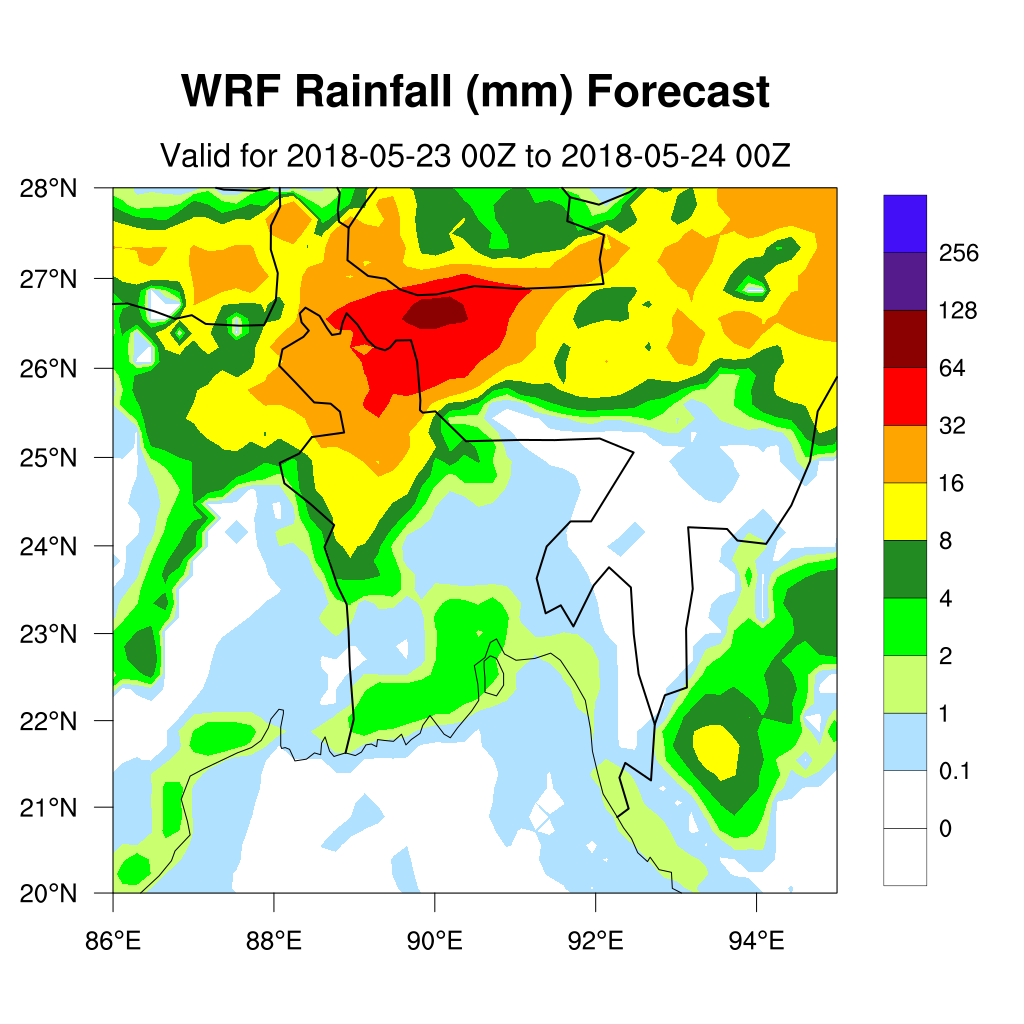 WRF Rainfall (mm) Forecast
Valid for 2018-05-23 00Z to 2018-05-24 00Z
28°N
27°N
26°N
25°N
24°N
23°N
22°N
21°N
20°N
86°E 88°E 90°E 92°E 94°E
256
128
64
32
16
8
4
2
1
0.1
0